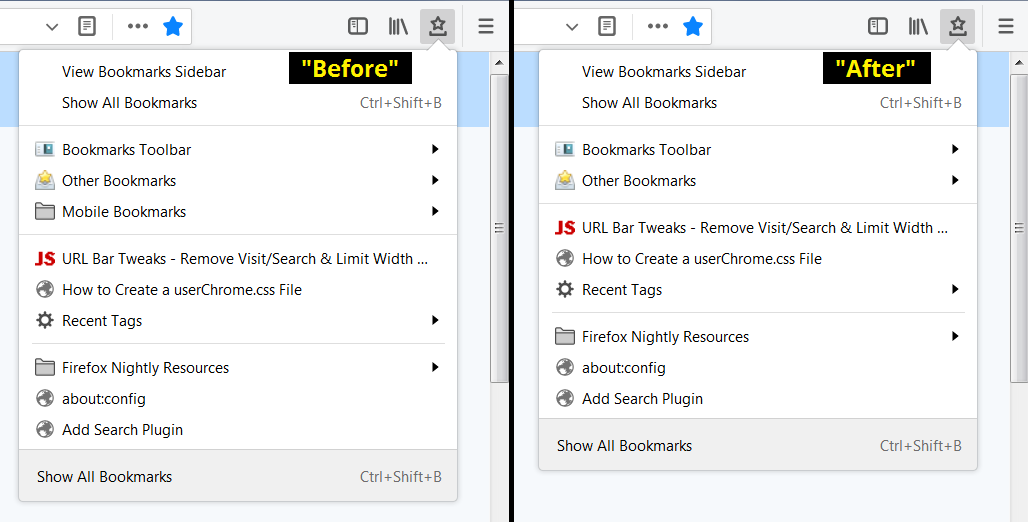 "Before"
View Bookmarks Sidebar
Show All Bookmarks Ctrl+Shift+B
Bookmarks Toolbar
Other Bookmarks
Mobile Bookmarks
JS URL Bar Tweaks - Remove Visit/Search & Limit Width ...
How to Create a userChrome.css File
Recent Tags
Firefox Nightly Resources
about:config
Add Search Plugin
Show All Bookmarks Ctrl+Shift+B
"After"
View Bookmarks Sidebar
Show All Bookmarks Ctrl+Shift+B
Bookmarks Toolbar
Other Bookmarks
JS URL Bar Tweaks - Remove Visit/Search & Limit Width ...
How to Create a userChrome.css File
Recent Tags
Firefox Nightly Resources
about:config
Add Search Plugin
Show All Bookmarks Ctrl+Shift+B